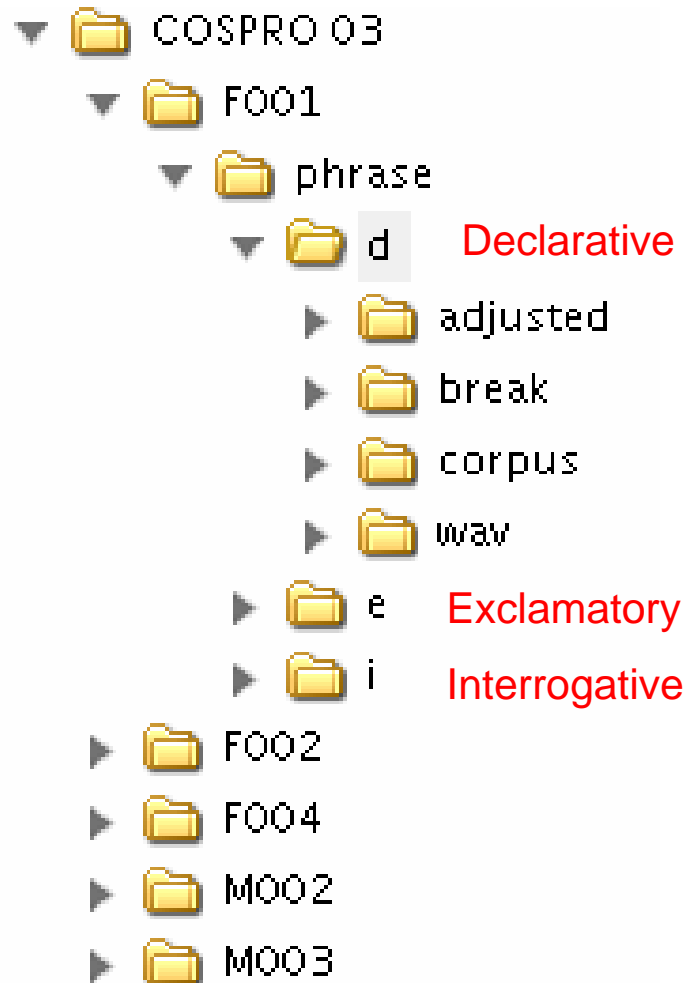 COSPRO 03
F001
phrase
d Declarative
adjusted
break
corpus
wav
e Exclamatory
i Interrogative
F002
F004
M002
M003